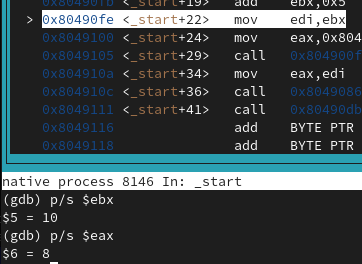 0x80490fb <_start+19> add ebx,0x5
> 0x80490fe <_start+22> mov edi,ebx
0x8049100 <_start+24> mov eax,0x804
0x8049105 <_start+29> call 0x804900f
0x804910a <_start+34> mov eax,edi
0x804910c <_start+36> call 0x8049086
0x8049111 <_start+41> call 0x80490db
0x8049116 add BYTE PTR
0x8049118 add BYTE PTR
native process 8146 In: _start
(gdb) p/s $ebx
$5 = 10
(gdb) p/s $eax
$6 = 8